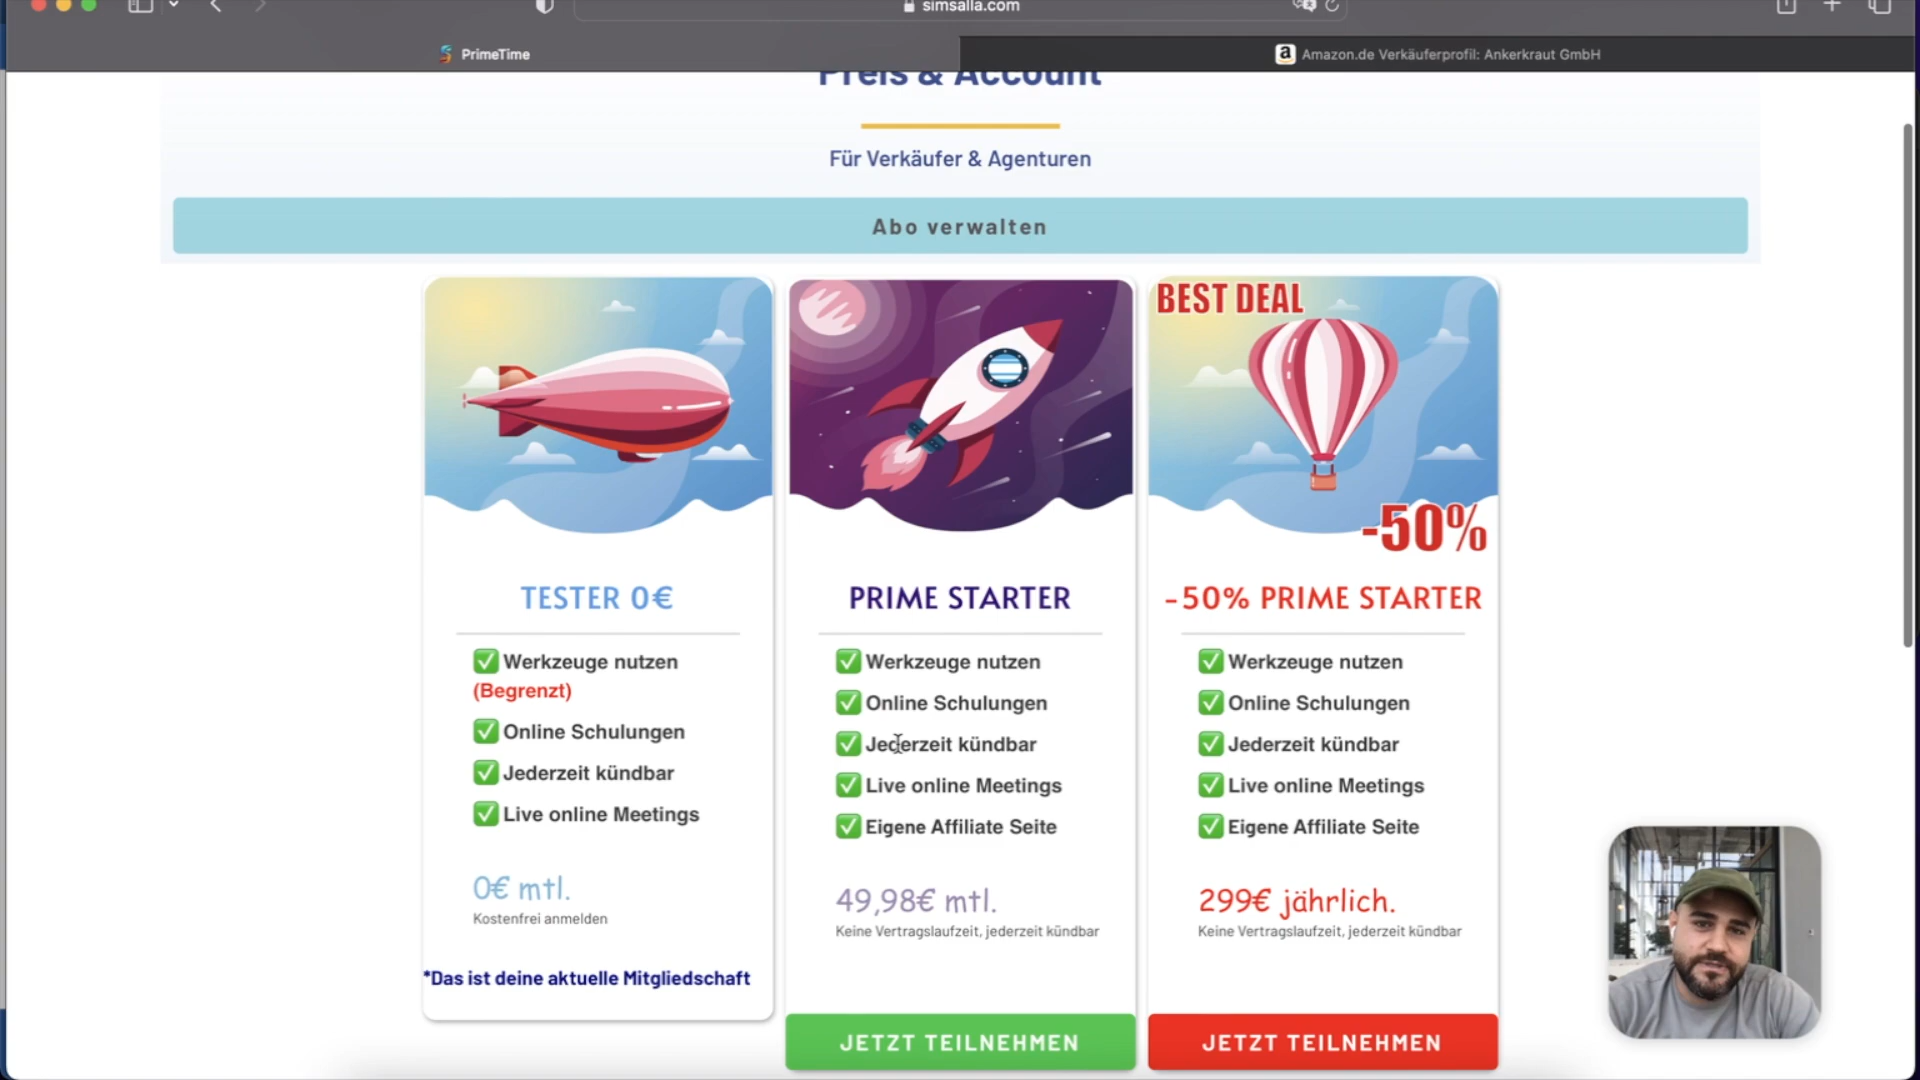 simsalla.com
PrimeTime
Amazon.de Verkäuferprofil: Ankerkraut GmbH
Preis & Account
Für Verkäufer & Agenturen
Abo verwalten
TESTER 0€
✅ Werkzeuge nutzen
(Begrenzt)
✅ Online Schulungen
✅ Jederzeit kündbar
✅ Live online Meetings
0€ mtl.
Kostenfrei anmelden
*Das ist deine aktuelle Mitgliedschaft
PRIME STARTER
✅ Werkzeuge nutzen
✅ Online Schulungen
✅ Jederzeit kündbar
✅ Live online Meetings
✅ Eigene Affiliate Seite
49,98€ mtl.
Keine Vertragslaufzeit, jederzeit kündbar
JETZT TEILNEHMEN
BEST DEAL
-50%
-50% PRIME STARTER
✅ Werkzeuge nutzen
✅ Online Schulungen
✅ Jederzeit kündbar
✅ Live online Meetings
✅ Eigene Affiliate Seite
299€ jährlich.
Keine Vertragslaufzeit, jederzeit kündbar
JETZT TEILNEHMEN